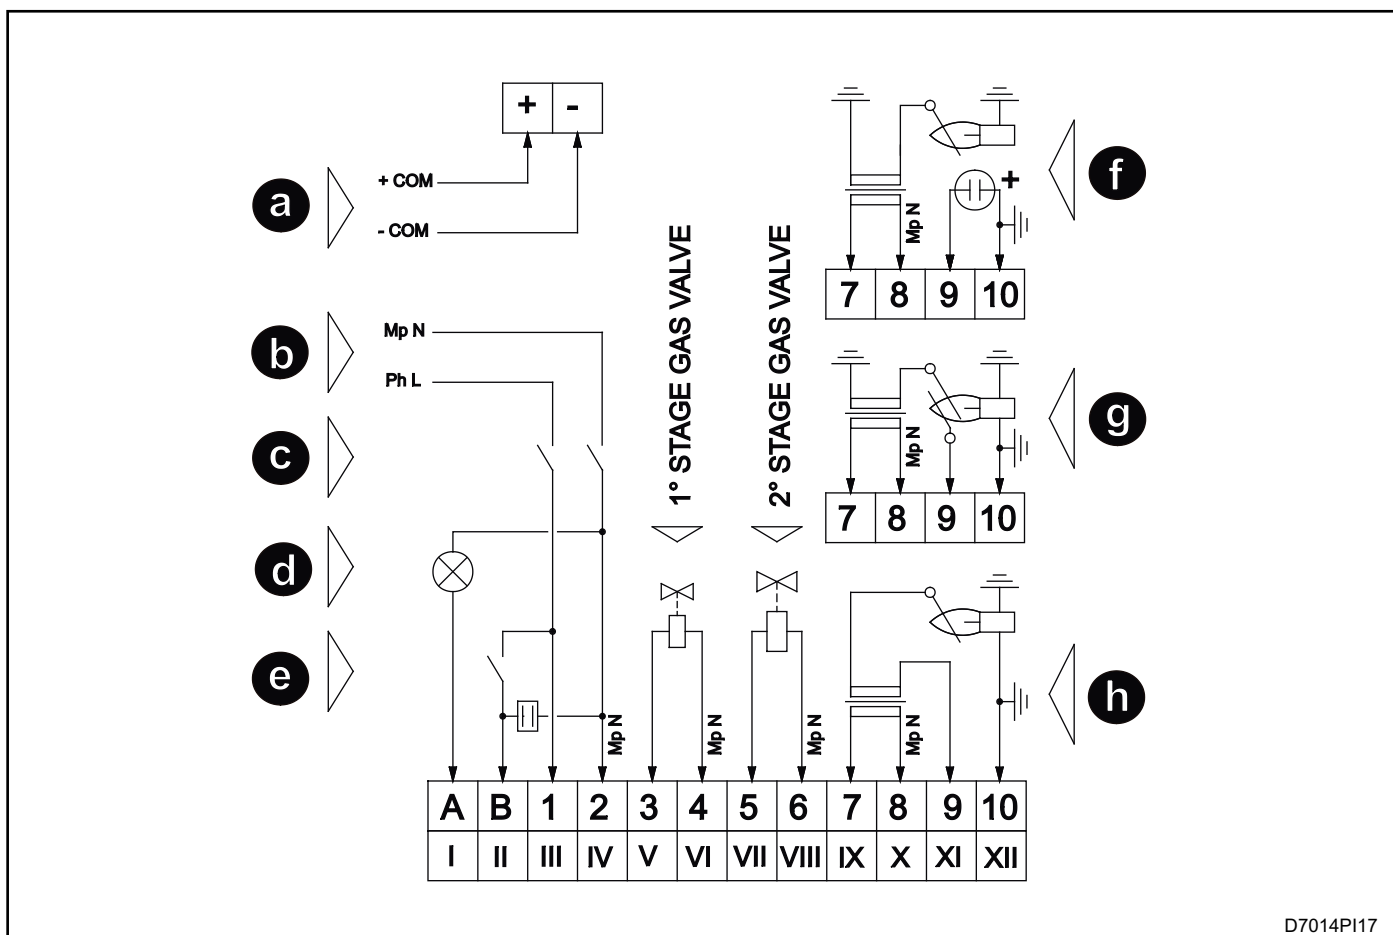 + -
a
+ COM
- COM
b
Mp N
Ph L
c
d
e
1° STAGE GAS VALVE
2° STAGE GAS VALVE
Mp N
Mp N
Mp N
f
+
Mp N
7 8 9 10
g
Mp N
7 8 9 10
h
Mp N
A B 1 2 3 4 5 6 7 8 9 10
I II III IV V VI VII VIII IX X XI XII
D7014PI17